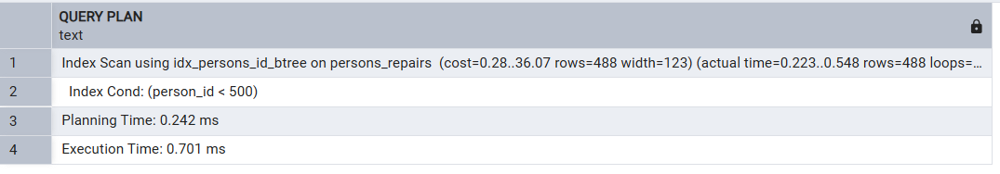 QUERY PLAN
text
1 Index Scan using idx_persons_id_btree on persons_repairs (cost=0.28..36.07 rows=488 width=123) (actual time=0.223..0.548 rows=488 loops=...
2 Index Cond: (person_id < 500)
3 Planning Time: 0.242 ms
4 Execution Time: 0.701 ms